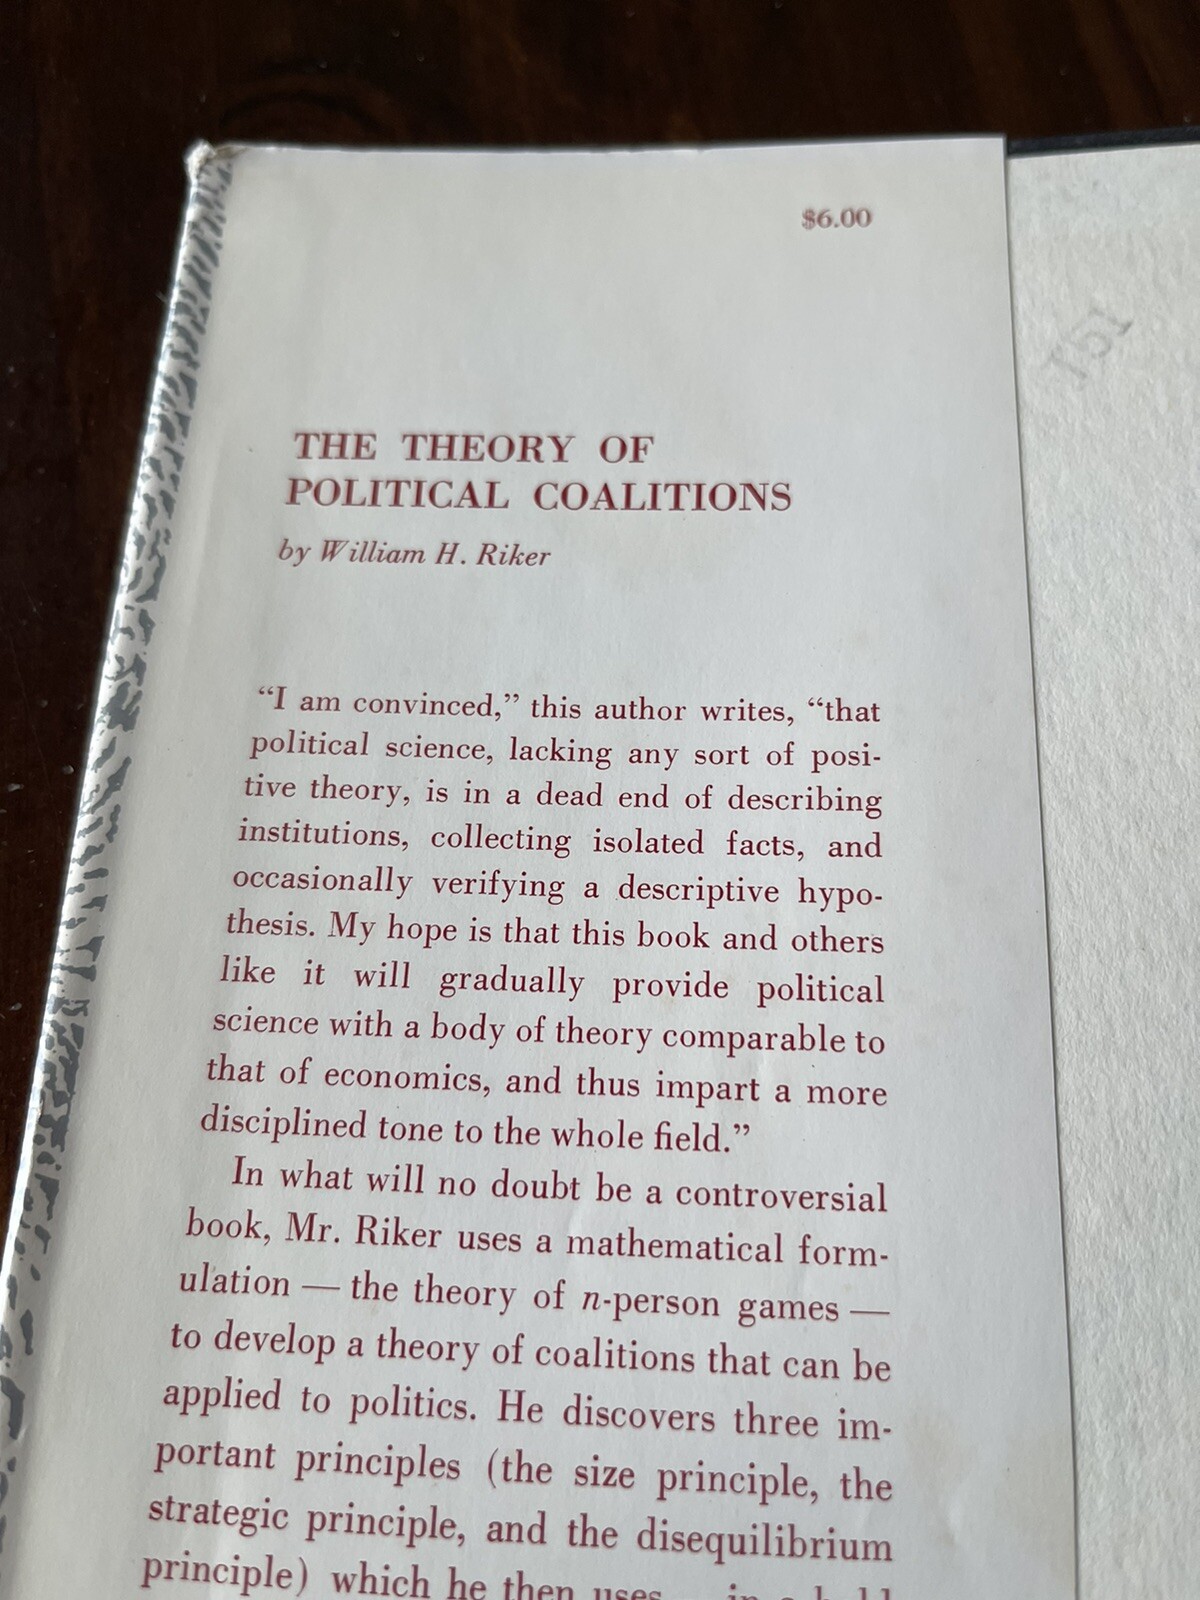 $6.00
THE THEORY OF
POLITICAL COALITIONS
by William H. Riker
“I am convinced,” this author writes, “that
political science, lacking any sort of posi-
tive theory, is in a dead end of describing
institutions, collecting isolated facts, and
occasionally verifying a descriptive hypo-
thesis. My hope is that this book and others
like it will gradually provide political
science with a body of theory comparable to
that of economics, and thus impart a more
disciplined tone to the whole field.”
In what will no doubt be a controversial
book, Mr. Riker uses a mathematical form-
ulation — the theory of n-person games —
to develop a theory of coalitions that can be
applied to politics. He discovers three im-
portant principles (the size principle, the
strategic principle, and the disequilibrium
principle) which he then uses